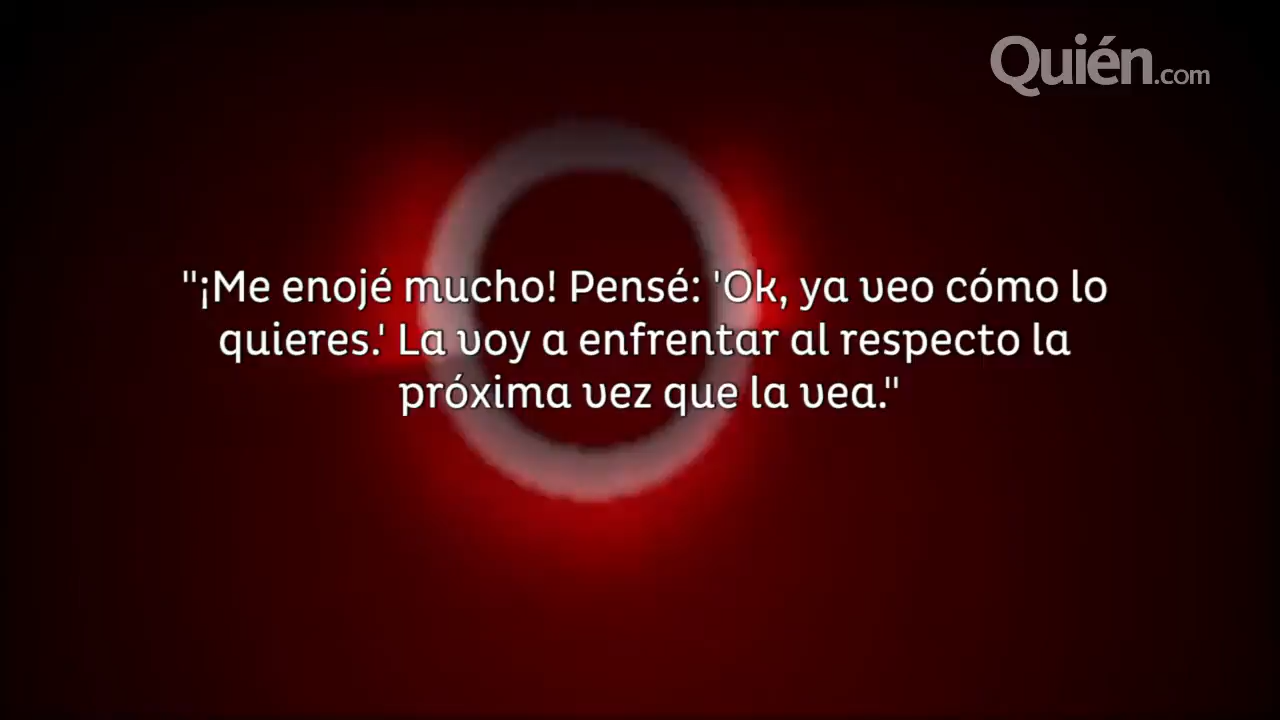 Quién.com
"¡Me enojé mucho! Pensé: 'Ok, ya veo cómo lo
quieres.' La voy a enfrentar al respecto la
próxima vez que la vea."